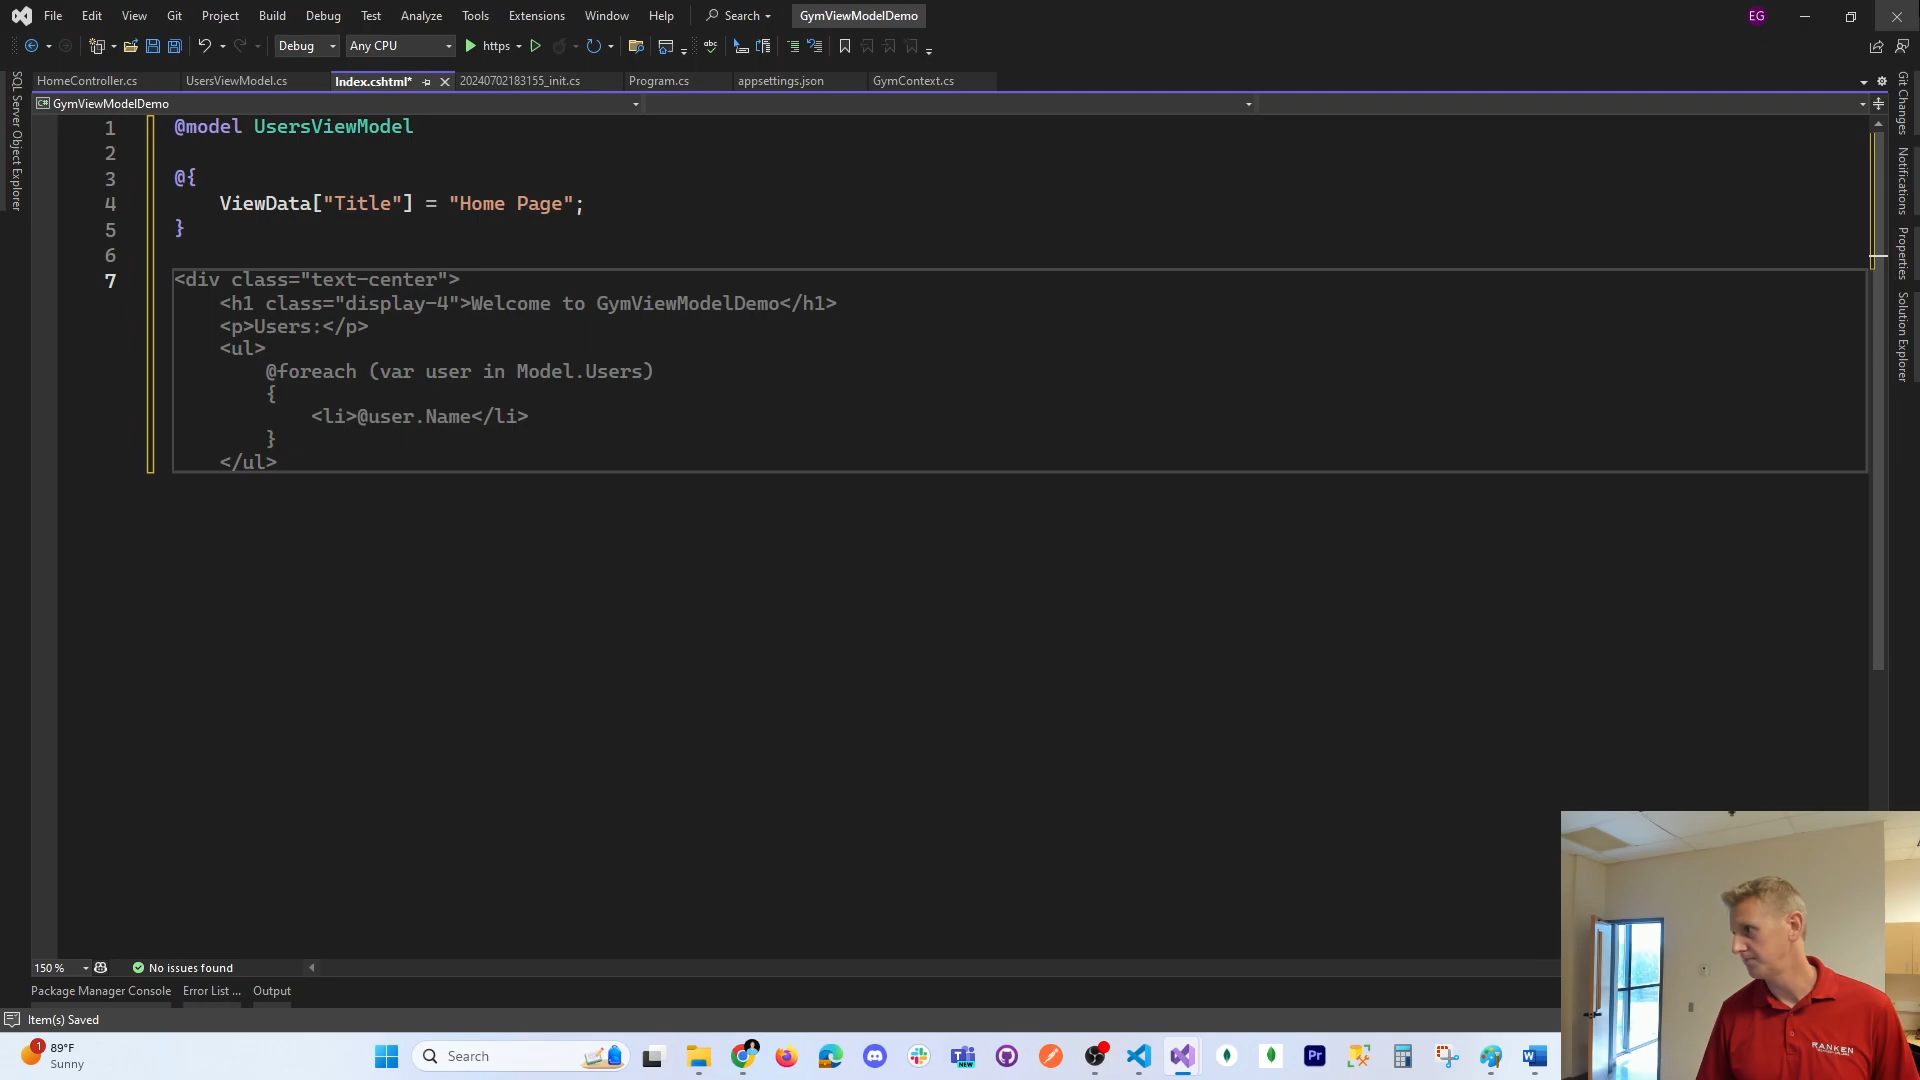 File Edit View Git Project Build Debug Test Analyze Tools Extensions Window Help Search GymViewModelDemo EG
Debug Any CPU https
HomeController.cs UsersViewModel.cs Index.cshtml* 20240702183155_init.cs Program.cs appsettings.json GymContext.cs
GymViewModelDemo
SQL Server Object Explorer
1 @model UsersViewModel
2
3 @{
4 ViewData["Title"] = "Home Page";
5 }
6
7 <div class="text-center">
<h1 class="display-4">Welcome to GymViewModelDemo</h1>
<p>Users:</p>
<ul>
@foreach (var user in Model.Users)
{
<li>@user.Name</li>
}
</ul>
Git Changes
Notifications
Properties
Solution Explorer
150 % No issues found
Package Manager Console Error List ... Output
Item(s) Saved
RANKEN
1 89°F
Sunny
Search
NEW
Pr